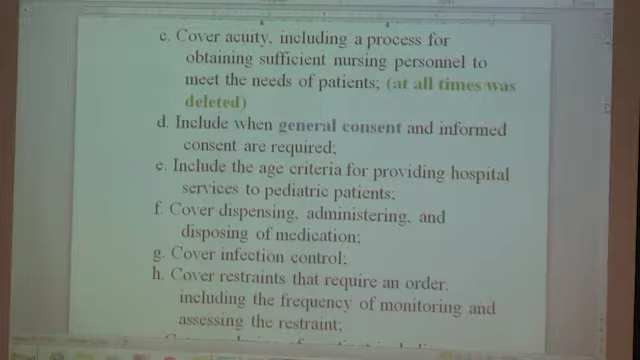 c. Cover acuity, including a process for
obtaining sufficient nursing personnel to
meet the needs of patients; (at all times was
deleted)
d. Include when general consent and informed
consent are required;
e. Include the age criteria for providing hospital
services to pediatric patients;
f. Cover dispensing, administering, and
disposing of medication;
g. Cover infection control;
h. Cover restraints that require an order,
including the frequency of monitoring and
assessing the restraint;